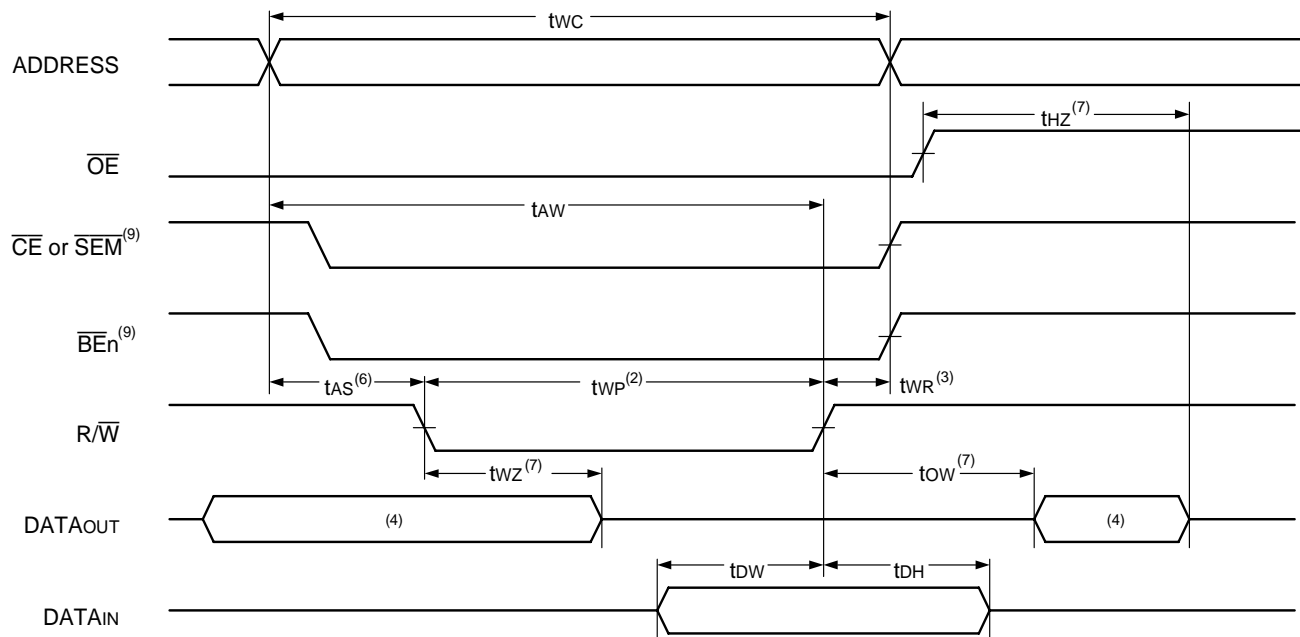 tWC
ADDRESS
tHZ(7)
OE
tAW
CE or SEM(9)
BEn(9)
tAS(6)
tWP(2)
tWR(3)
R/W
tWZ(7)
tOW(7)
DATAOUT
(4)
(4)
tDW
tDH
DATAIN